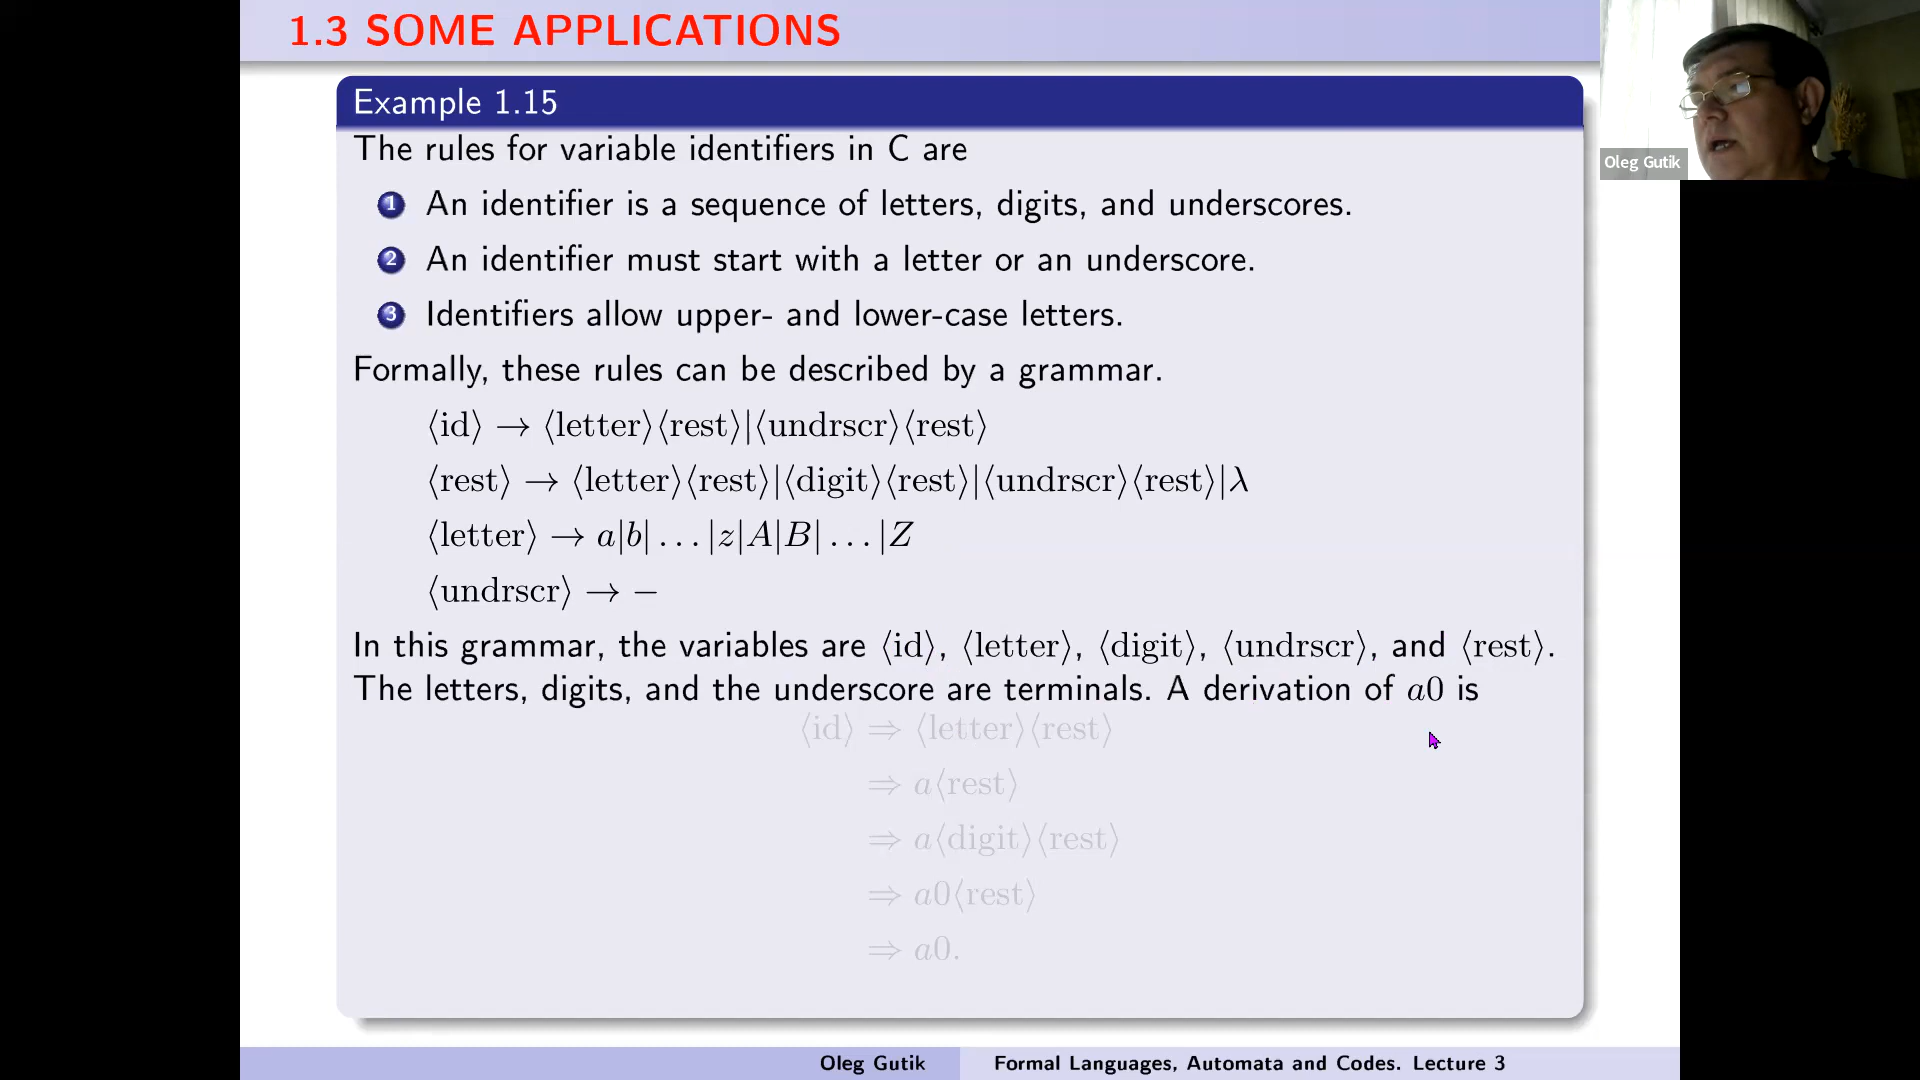 1.3 SOME APPLICATIONS
Example 1.15
Oleg Gutik
The rules for variable identifiers in C are
1 An identifier is a sequence of letters, digits, and underscores.
2 An identifier must start with a letter or an underscore.
3 Identifiers allow upper- and lower-case letters.
Formally, these rules can be described by a grammar.
⟨id⟩ → ⟨letter⟩⟨rest⟩|⟨undrscr⟩⟨rest⟩
⟨rest⟩ → ⟨letter⟩⟨rest⟩|⟨digit⟩⟨rest⟩|⟨undrscr⟩⟨rest⟩|λ
⟨letter⟩ → a|b|...|z|A|B|...|Z
⟨undrscr⟩ → −
In this grammar, the variables are ⟨id⟩, ⟨letter⟩, ⟨digit⟩, ⟨undrscr⟩, and ⟨rest⟩.
The letters, digits, and the underscore are terminals. A derivation of a0 is
⟨id⟩ ⇒ ⟨letter⟩⟨rest⟩
⇒ a⟨rest⟩
⇒ a⟨digit⟩⟨rest⟩
⇒ a0⟨rest⟩
⇒ a0.
Oleg Gutik Formal Languages, Automata and Codes. Lecture 3